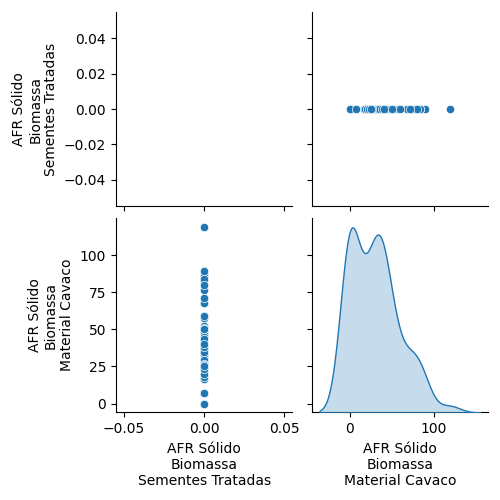 AFR Sólido
Biomassa
Sementes Tratadas
0.04
0.02
0.00
−0.02
−0.04
AFR Sólido
Biomassa
Material Cavaco
100
75
50
25
0
−0.05
0.00
0.05
AFR Sólido
Biomassa
Sementes Tratadas
0
100
AFR Sólido
Biomassa
Material Cavaco